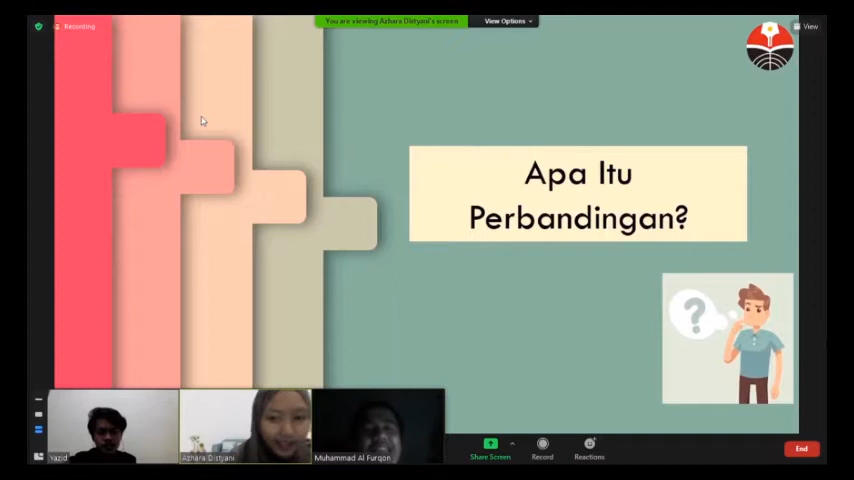 Recording
You are viewing Azhara Distyani's screen
View Options
View
Apa Itu
Perbandingan?
?
Yazid
Azhara Distyani
Muhammad Al Furqon
Share Screen
Record
Reactions
End